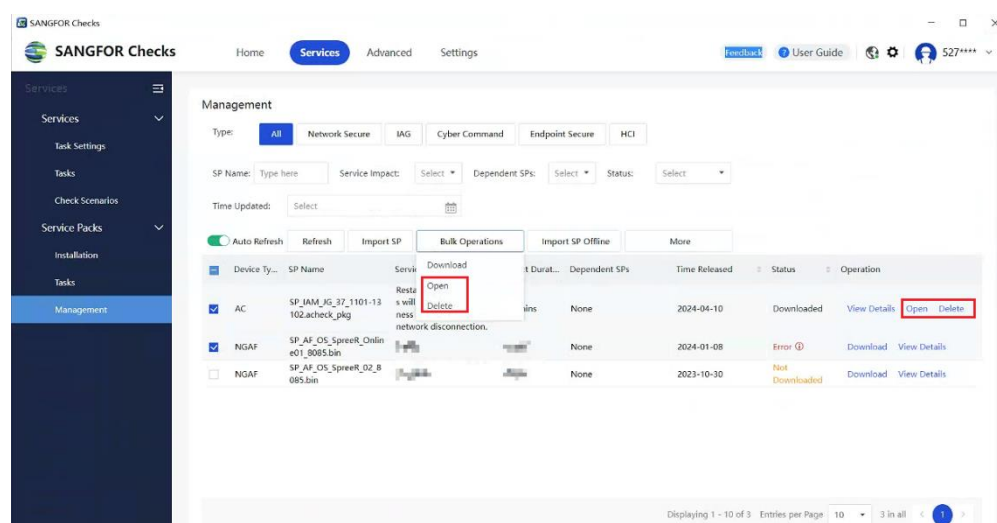 SANGFOR Checks
SANGFOR Checks
Home Services Advanced Settings Feedback User Guide 527****
Services
Services
Task Settings
Tasks
Check Scenarios
Service Packs
Installation
Tasks
Management
Management
Type: All Network Secure IAG Cyber Command Endpoint Secure HCI
SP Name: Type here Service Impact: Select Dependent SPs: Select Status: Select
Time Updated: Select
Auto Refresh Refresh Import SP Bulk Operations Import SP Offline More
Download
Open
Delete
Device Ty... SP Name Servi t Durat... Dependent SPs Time Released Status Operation
AC SP_IAM_JG_37_1101-13 None 2024-04-10 Downloaded View Details Open Delete
102.acheck_pkg
Resta
s will
ness
network disconnection.
NGAF SP_AF_OS_SpreeR_Onlin None 2024-01-08 Error Download View Details
e01_8085.bin
NGAF SP_AF_OS_SpreeR_02_8 None 2023-10-30 Not Downloaded Download View Details
085.bin
Displaying 1 - 10 of 3 Entries per Page 10 3 in all 1